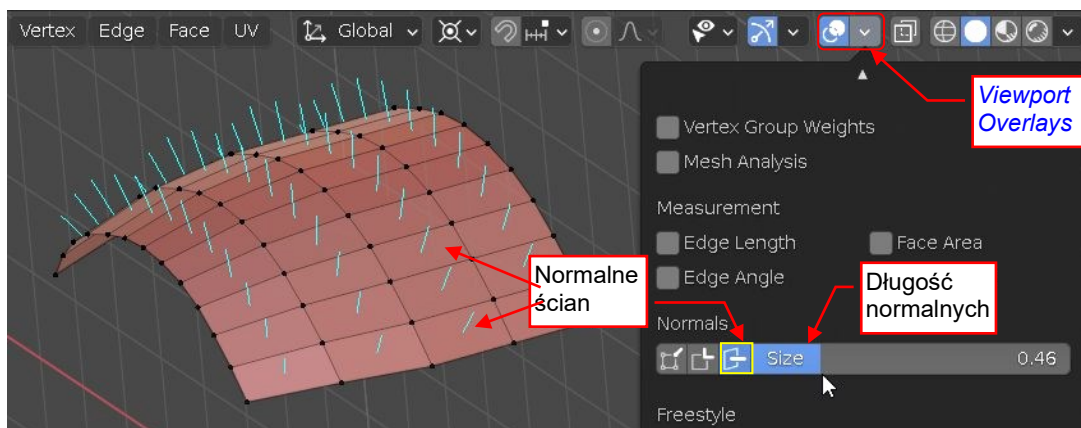 Vertex Edge Face UV Global
Viewport
Overlays
Vertex Group Weights
Mesh Analysis
Measurement
Edge Length Face Area
Edge Angle
Normalne
ścian
Długość
normalnych
Normals
Size 0.46
Freestyle